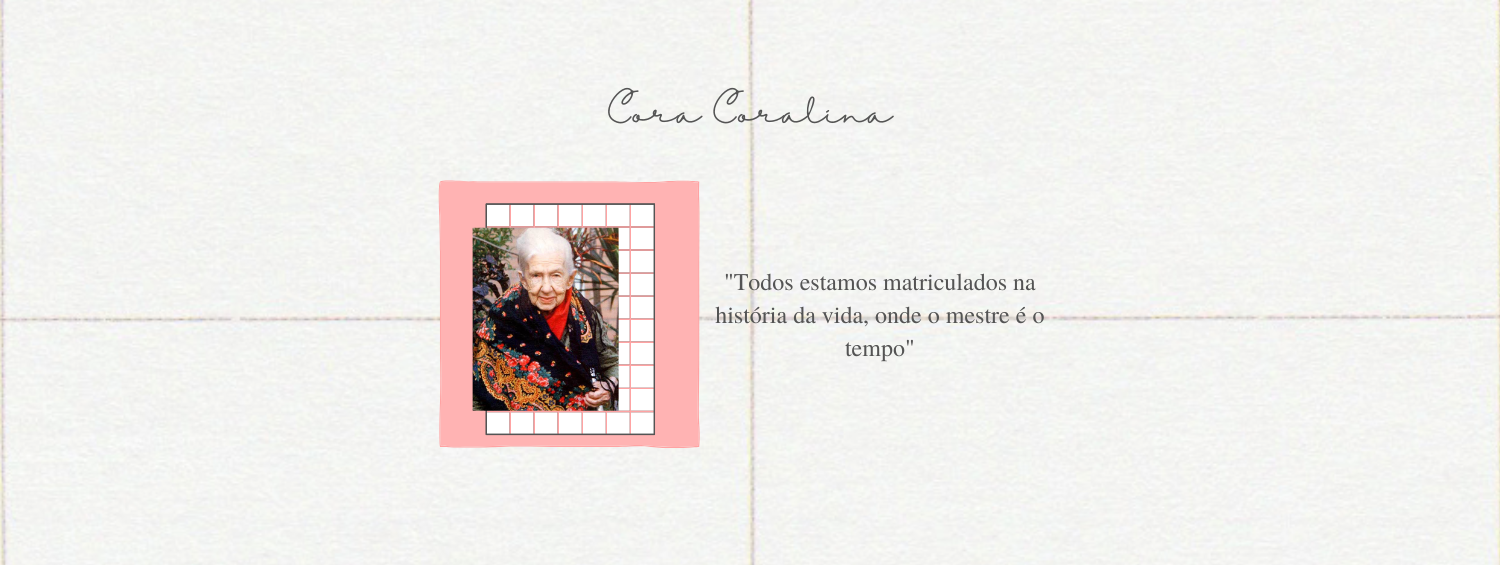 Cora Coralina
"Todos estamos matriculados na
história da vida, onde o mestre é o
tempo"